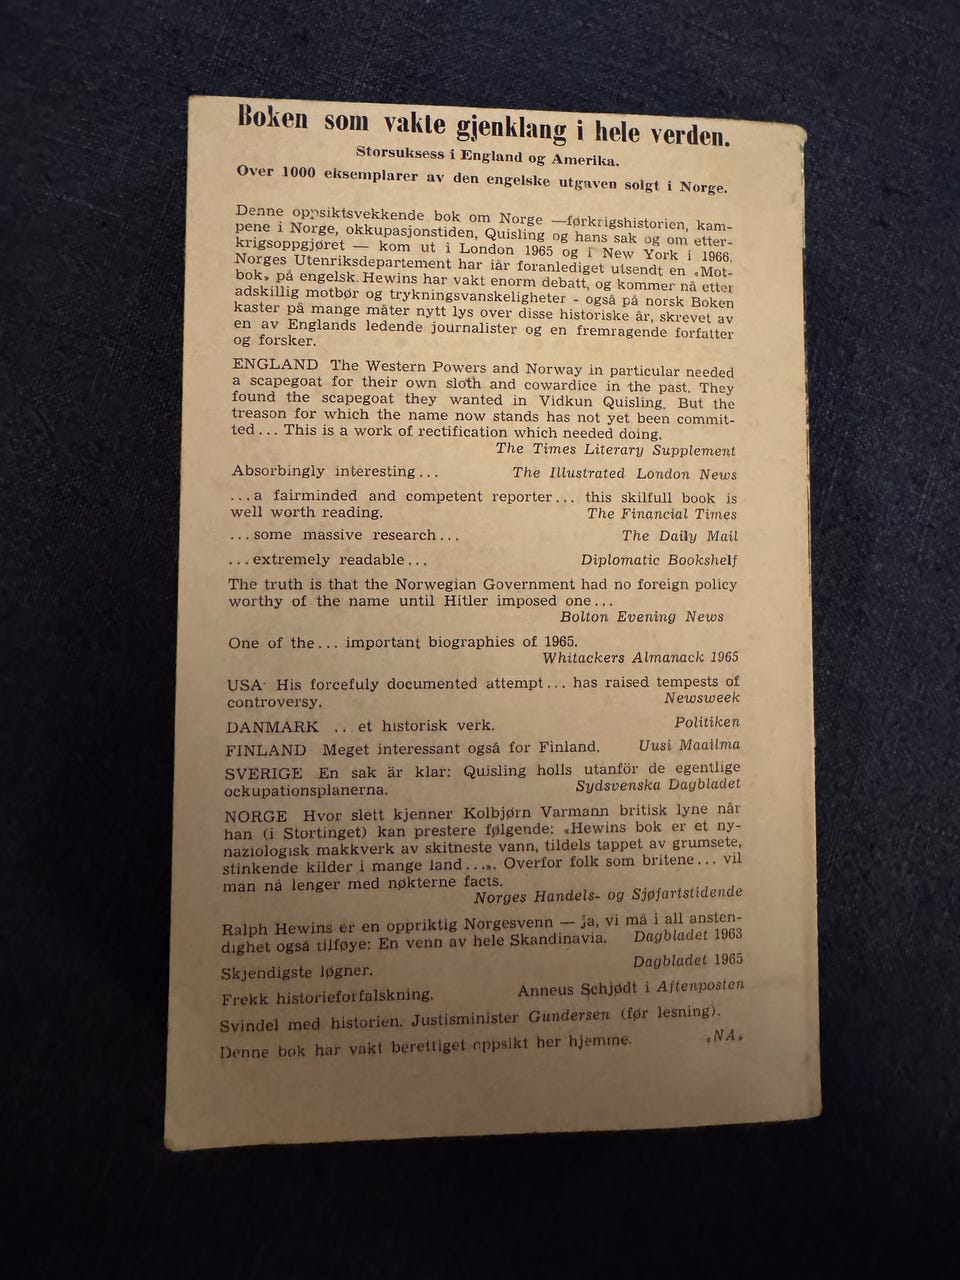 Boken som vakte gjenklang i hele verden.
Storsuksess i England og Amerika.
Over 1000 eksemplarer av den engelske utgaven solgt i Norge.
Denne oppsiktsvekkende bok om Norge —førkrigshistorien, kam-
pene i Norge, okkupasjonstiden, Quisling og hans sak og om etter-
krigsoppgjøret — kom ut i London 1965 og i New York i 1966.
Norges Utenriksdepartement har iår foranlediget utsendt en «Mot-
bok» på engelsk. Hewins har vakt enorm debatt, og kommer nå etter
adskillig motbør og trykningsvanskeligheter - også på norsk Boken
kaster på mange måter nytt lys over disse historiske år, skrevet av
en av Englands ledende journalister og en fremragende forfatter
og forsker.
ENGLAND The Western Powers and Norway in particular needed
a scapegoat for their own sloth and cowardice in the past. They
found the scapegoat they wanted in Vidkun Quisling. But the
treason for which the name now stands has not yet been commit-
ted... This is a work of rectification which needed doing.
The Times Literary Supplement
Absorbingly interesting... The Illustrated London News
...a fairminded and competent reporter... this skilfull book is
well worth reading. The Financial Times
...some massive research... The Daily Mail
...extremely readable... Diplomatic Bookshelf
The truth is that the Norwegian Government had no foreign policy
worthy of the name until Hitler imposed one...
Bolton Evening News
One of the... important biographies of 1965.
Whitackers Almanack 1965
USA His forcefuly documented attempt... has raised tempests of
controversy. Newsweek
DANMARK .. et historisk verk. Politiken
FINLAND Meget interessant også for Finland. Uusi Maailma
SVERIGE En sak är klar: Quisling holls utanför de egentlige
ockupationsplanerna. Sydsvenska Dagbladet
NORGE Hvor slett kjenner Kolbjørn Varmann britisk lyne når
han (i Stortinget) kan prestere følgende: «Hewins bok er et ny-
naziologisk makkverk av skitneste vann, tildels tappet av grumsete,
stinkende kilder i mange land...». Overfor folk som britene... vil
man nå lenger med nøkterne facts.
Norges Handels- og Sjøfartstidende
Ralph Hewins er en oppriktig Norgesvenn — ja, vi må i all ansten-
dighet også tilføye: En venn av hele Skandinavia. Dagbladet 1963
Skjendigste løgner. Dagbladet 1965
Frekk historieforfalskning. Anneus Schjødt i Aftenposten
Svindel med historien. Justisminister Gundersen (før lesning).
Denne bok har vakt berettiget oppsikt her hjemme. «NA»